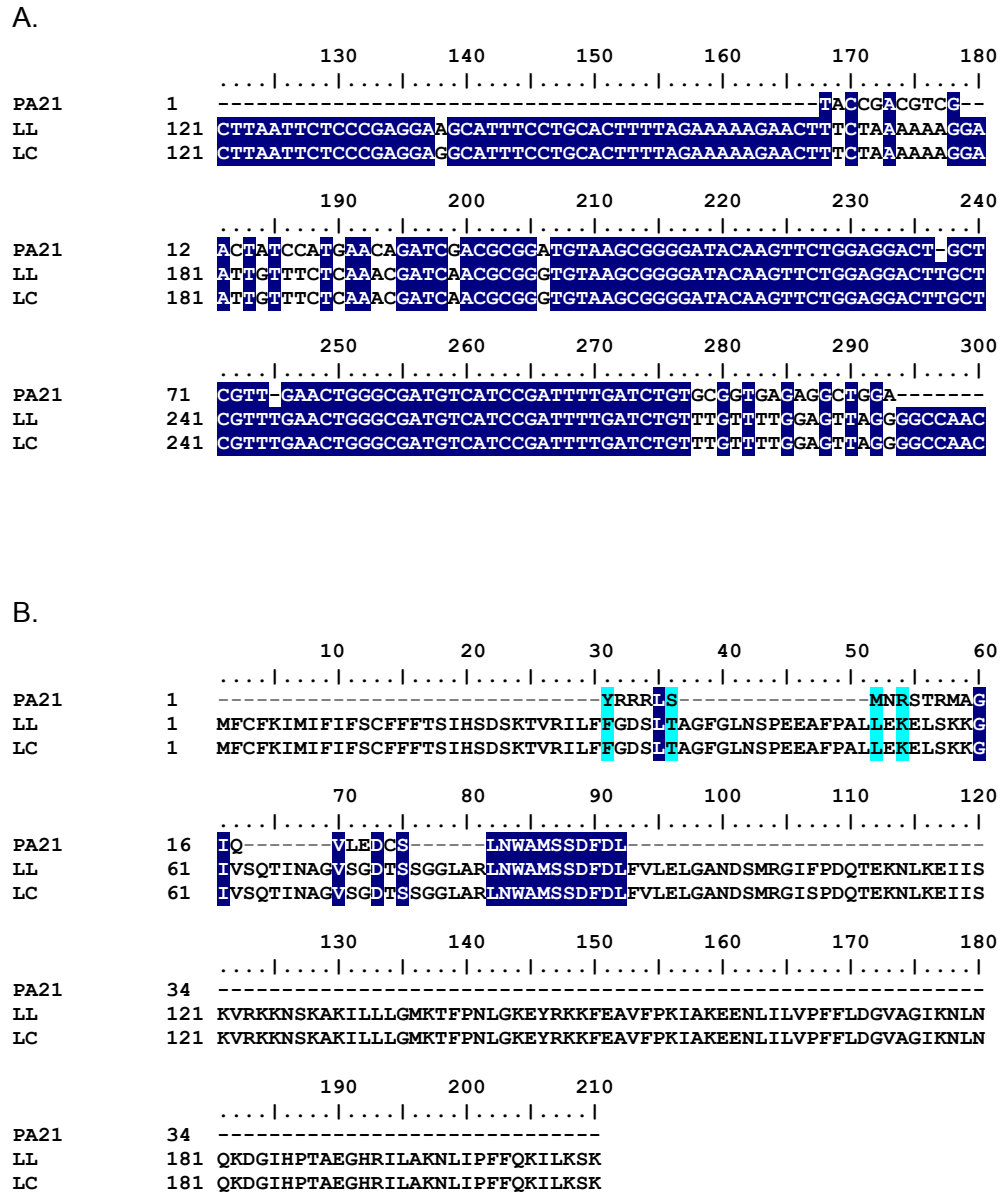 A.
130 140 150 160 170 180
....|....|....|....|....|....|....|....|....|....|....|....|
PA21 1 -----------------------------------------------TACCGACGTCG--
LL 121 CTTAATTCTCCCGAGGAAGCATTTCCTGCACTTTTAGAAAAAGAACTTTCTAAAAAAGGA
LC 121 CTTAATTCTCCCGAGGAGGCATTTCCTGCACTTTTAGAAAAAGAACTTTCTAAAAAAGGA
190 200 210 220 230 240
....|....|....|....|....|....|....|....|....|....|....|....|
PA21 12 ACTATCCATGAACAGATCGACGCGGATGTAAGCGGGGATACAAGTTCTGGAGGACT-GCT
LL 181 ATTGTTTCTCAAACGATCAACGCGGGTGTAAGCGGGGATACAAGTTCTGGAGGACTTGCT
LC 181 ATTGTTTCTCAAACGATCAACGCGGGTGTAAGCGGGGATACAAGTTCTGGAGGACTTGCT
250 260 270 280 290 300
....|....|....|....|....|....|....|....|....|....|....|....|
PA21 71 CGTT-GAACTGGGCGATGTCATCCGATTTTGATCTGTGCGGTGAGAGGCTGGA-------
LL 241 CGTTTGAACTGGGCGATGTCATCCGATTTTGATCTGTTTGTTTTGGAGTTAGGGGCCAAC
LC 241 CGTTTGAACTGGGCGATGTCATCCGATTTTGATCTGTTTGTTTTGGAGTTAGGGGCCAAC
B.
10 20 30 40 50 60
....|....|....|....|....|....|....|....|....|....|....|....|
PA21 1 ------------------------------YRRRLS---------------MNRSTRMAG
LL 1 MFCFKIMIFIFSCFFFTSIHSDSKTVRILFFGDSLTAGFGLNSPEEAFPALLEKELSKKG
LC 1 MFCFKIMIFIFSCFFFTSIHSDSKTVRILFFGDSLTAGFGLNSPEEAFPALLEKELSKKG
70 80 90 100 110 120
....|....|....|....|....|....|....|....|....|....|....|....|
PA21 16 IQ-------VLEDCS------LNWAMSSDFDL----------------------------
LL 61 IVSQTINAGVSGDTSSGGLARLNWAMSSDFDLFVLELGANDSMRGIFPDQTEKNLKEIIS
LC 61 IVSQTINAGVSGDTSSGGLARLNWAMSSDFDLFVLELGANDSMRGISPDQTEKNLKEIIS
130 140 150 160 170 180
....|....|....|....|....|....|....|....|....|....|....|....|
PA21 34 ------------------------------------------------------------
LL 121 KVRKKNSKAKILLLGMKTFPNLGKEYRKKFEAVFPKIAKEENLILVPFFLDGVAGIKNLN
LC 121 KVRKKNSKAKILLLGMKTFPNLGKEYRKKFEAVFPKIAKEENLILVPFFLDGVAGIKNLN
190 200 210
....|....|....|....|....|....|
PA21 34 ------------------------------
LL 181 QKDGIHPTAEGHRILAKNLIPFFQKILKSK
LC 181 QKDGIHPTAEGHRILAKNLIPFFQKILKSK